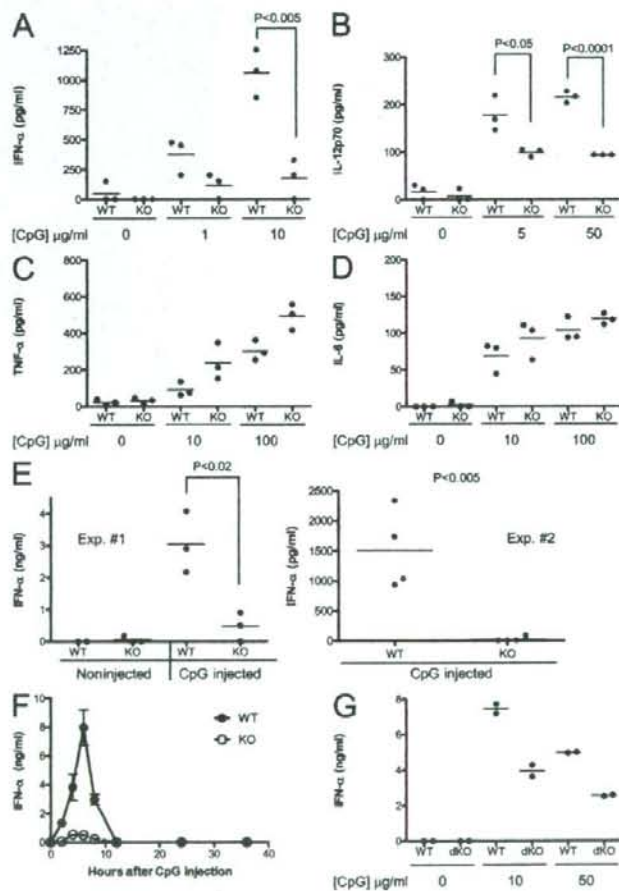 A
P<0.005
IFN-α (pg/ml)
1250
1000
750
500
250
0
WT KO WT KO WT KO
[CpG] μg/ml 0 1 10
B
P<0.05
P<0.0001
IL-12p70 (pg/ml)
300
200
100
0
WT KO WT KO WT KO
[CpG] μg/ml 0 5 50
C
TNF-α (pg/ml)
800
600
400
200
0
WT KO WT KO WT KO
[CpG] μg/ml 0 10 100
D
IL-6 (pg/ml)
200
150
100
50
0
WT KO WT KO WT KO
[CpG] μg/ml 0 10 100
E
P<0.02
IFN-α (ng/ml)
4
3
2
1
0
Exp. #1
WT KO WT KO
Noninjected CpG injected
P<0.005
IFN-α (pg/ml)
2500
2000
1500
1000
500
0
Exp. #2
WT KO
CpG injected
F
IFN-α (ng/ml)
10
8
6
4
2
0
WT
KO
0 10 20 30 40
Hours after CpG injection
G
IFN-α (ng/ml)
8
6
4
2
0
WT dKO WT dKO WT dKO
[CpG] μg/ml 0 10 50